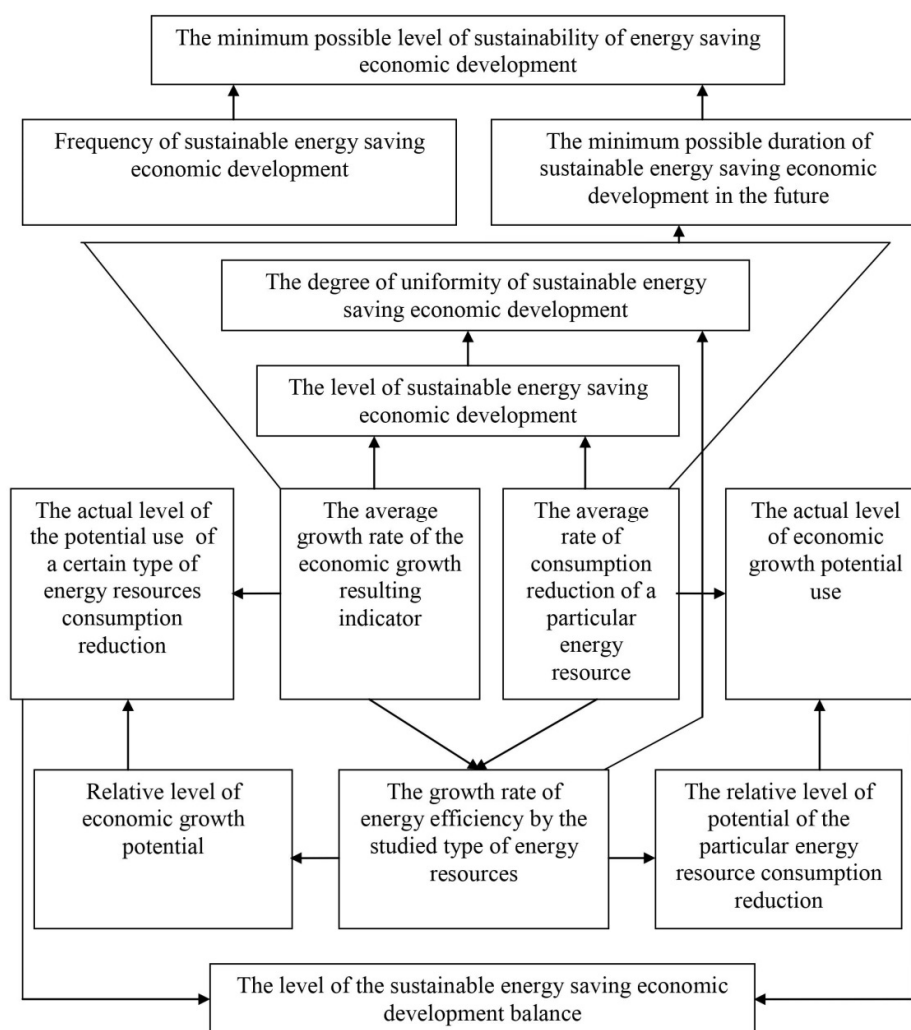 The minimum possible level of sustainability of energy saving
economic development
Frequency of sustainable energy saving
economic development
The minimum possible duration of
sustainable energy saving economic
development in the future
The degree of uniformity of sustainable energy
saving economic development
The level of sustainable energy saving
economic development
The actual level of
the potential use of
a certain type of
energy resources
consumption
reduction
The average
growth rate of the
economic growth
resulting
indicator
The average
rate of
consumption
reduction of a
particular
energy
resource
The actual level
of economic
growth potential
use
Relative level of
economic growth
potential
The growth rate of
energy efficiency by the
studied type of energy
resources
The relative level of
potential of the
particular energy
resource consumption
reduction
The level of the sustainable energy saving economic
development balance